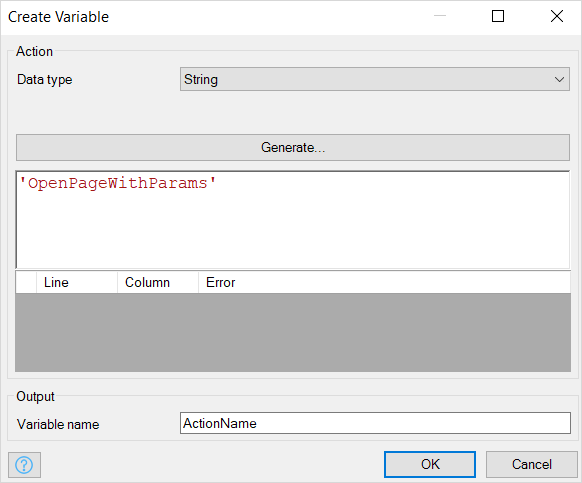 Create Variable
Action
Data type
String
Generate...
'OpenPageWithParams'
Line Column Error
Output
Variable name
ActionName
?
OK
Cancel